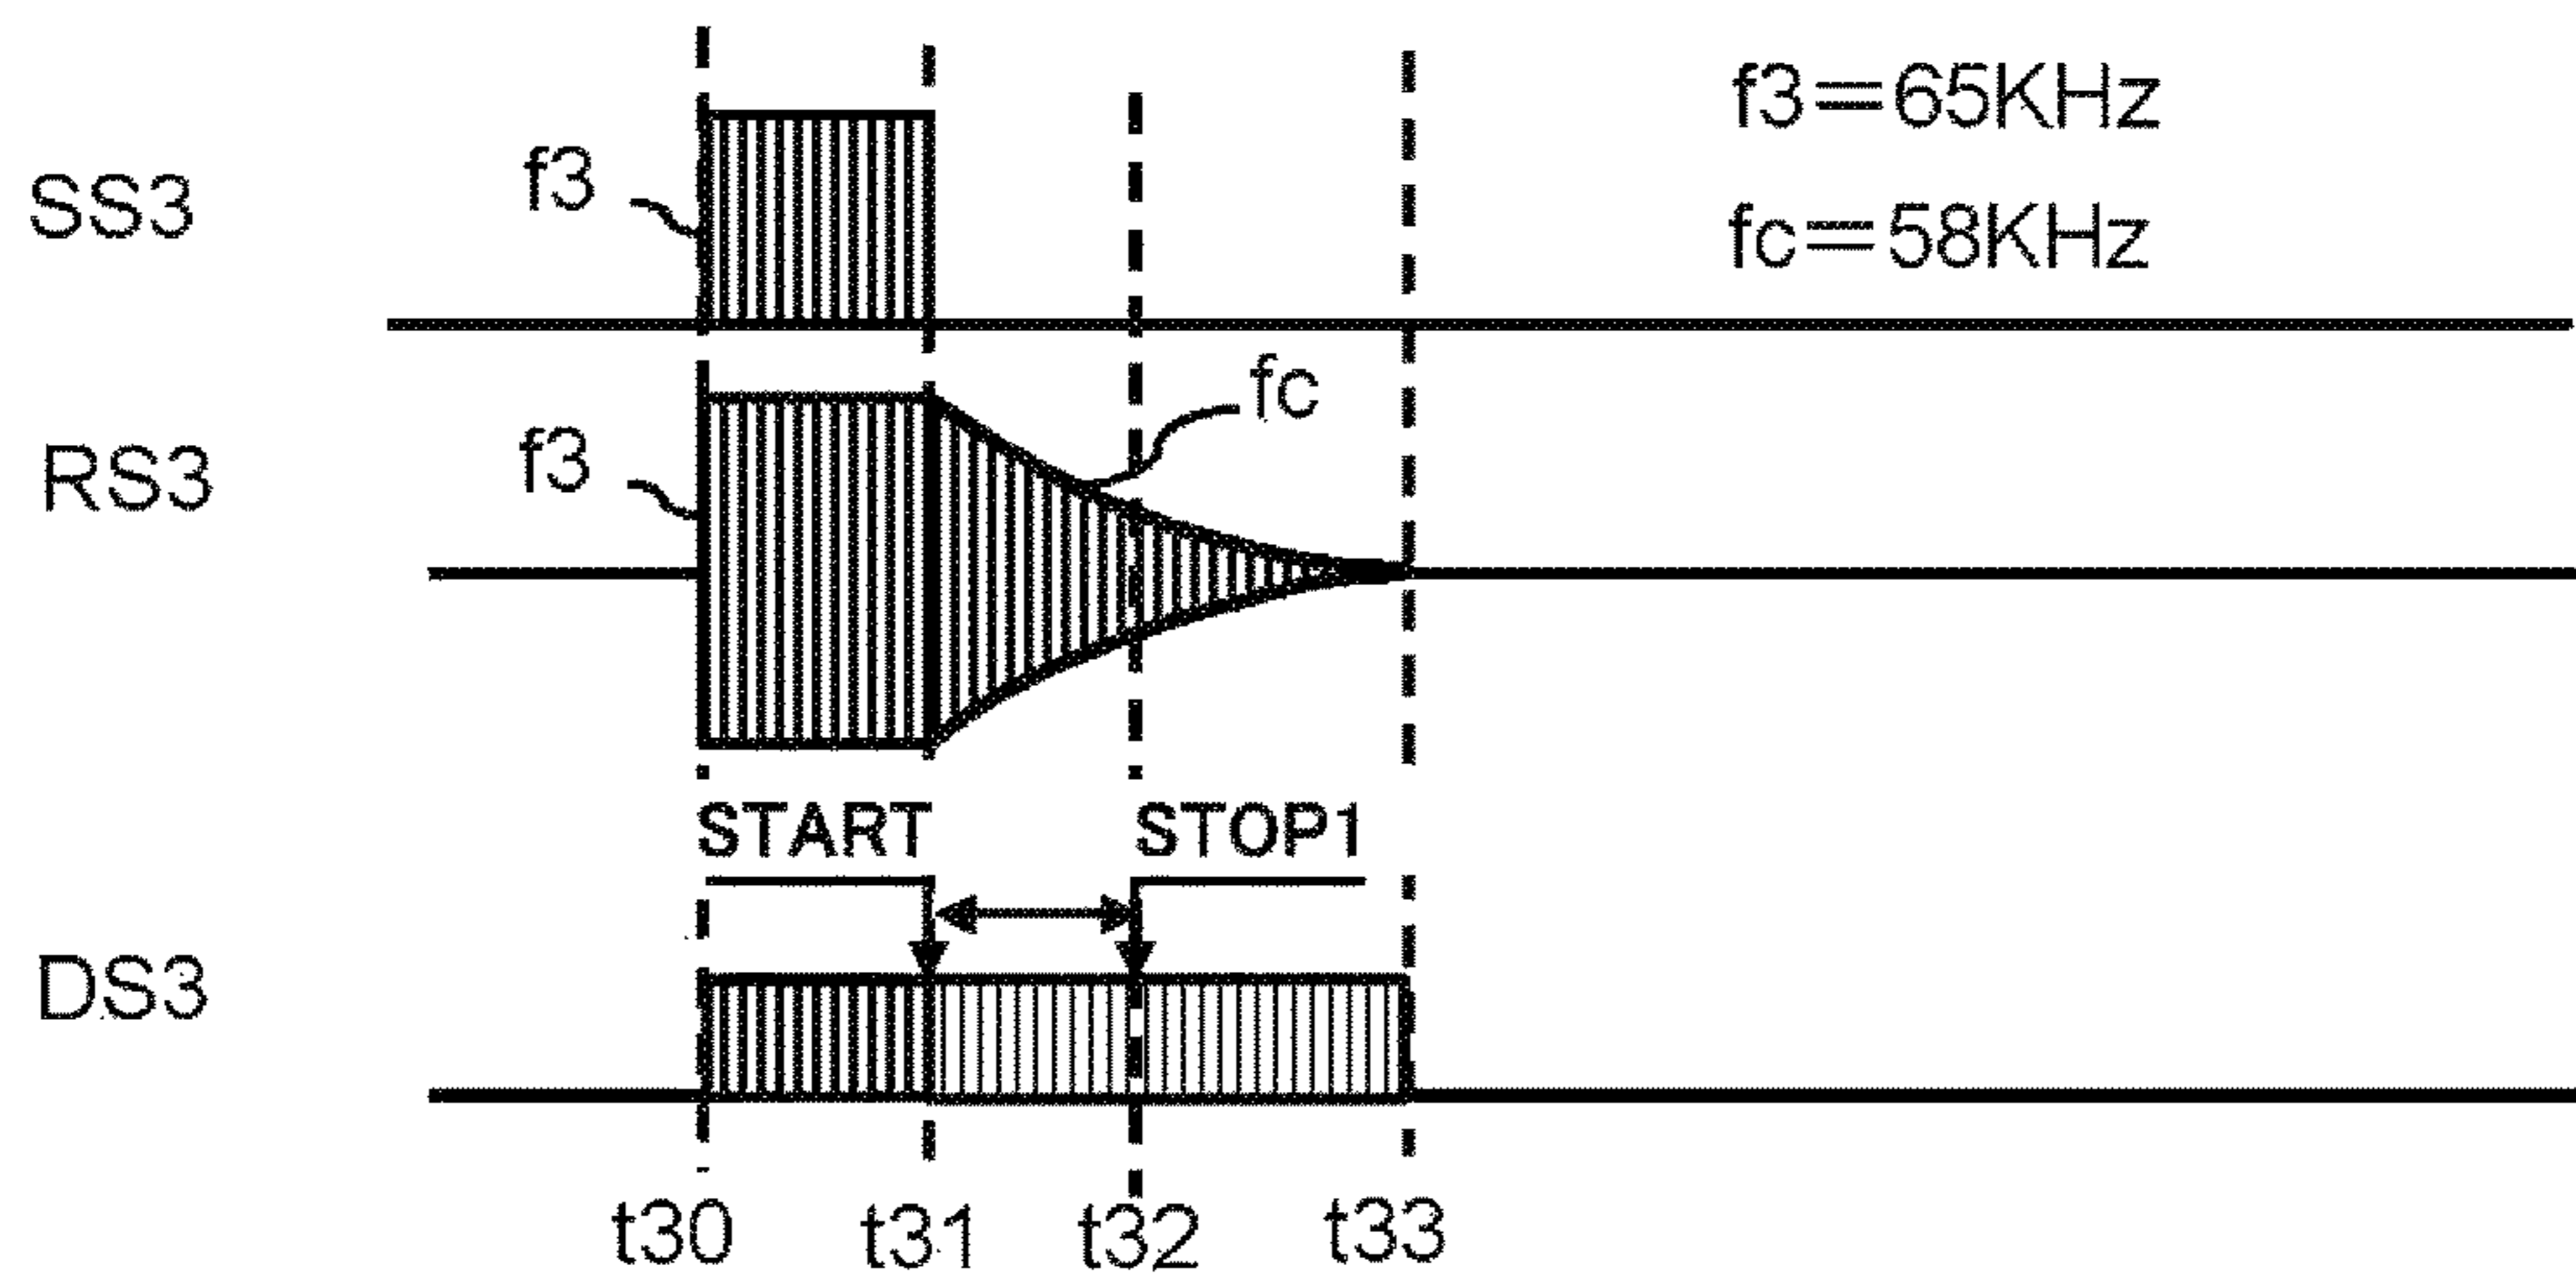 f3=65KHz
fc=58KHz
SS3
f3
fc
RS3
f3
START
STOP1
DS3
t30
t31
t32
t33